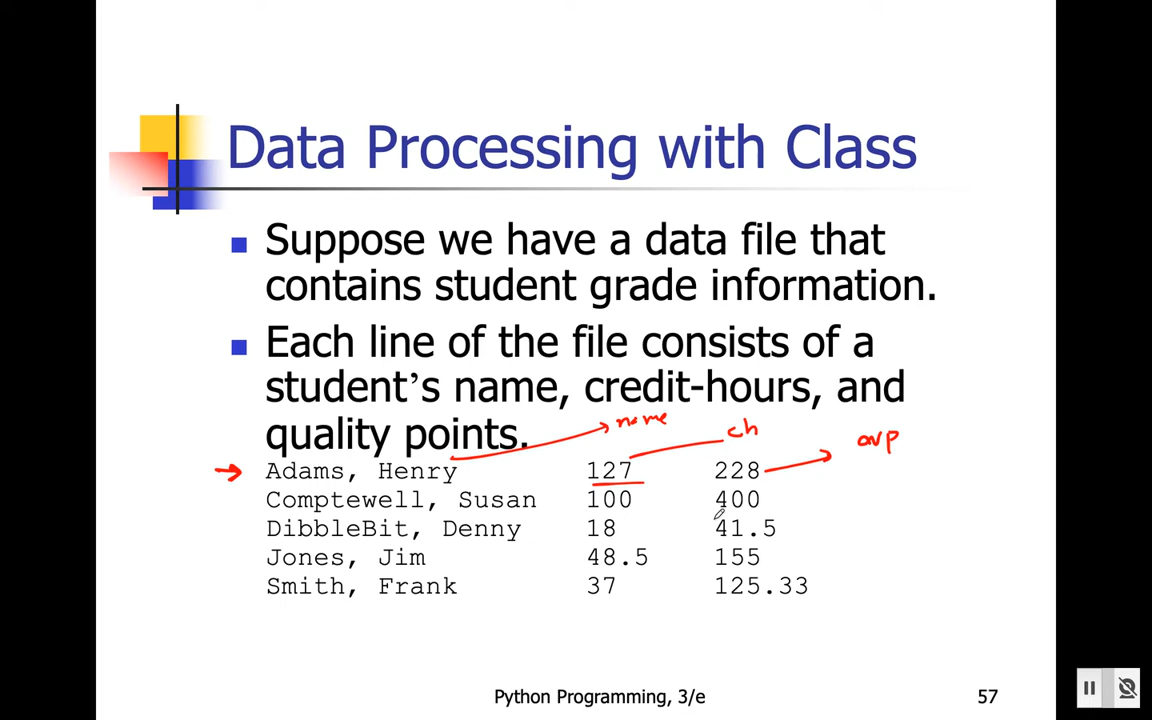 Data Processing with Class
Suppose we have a data file that
contains student grade information.
Each line of the file consists of a
student’s name, credit-hours, and
quality points.
name
ch
Adams, Henry 127 228
Comptewell, Susan 100 400
DibbleBit, Denny 18 41.5
Jones, Jim 48.5 155
Smith, Frank 37 125.33
Python Programming, 3/e
57